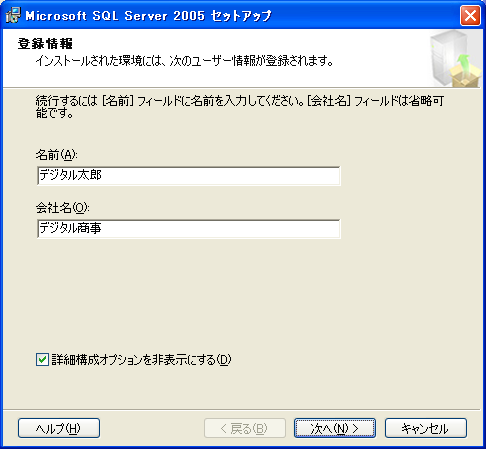 Microsoft SQL Server 2005 セットアップ
登録情報
インストールされた環境には、次のユーザー情報が登録されます。
続行するには [名前] フィールドに名前を入力してください。[会社名] フィールドは省略可
能です。
名前(A):
デジタル太郎
会社名(O):
デジタル商事
詳細構成オプションを非表示にする(D)
ヘルプ(H)
< 戻る(B)
次へ(N) >
キャンセル